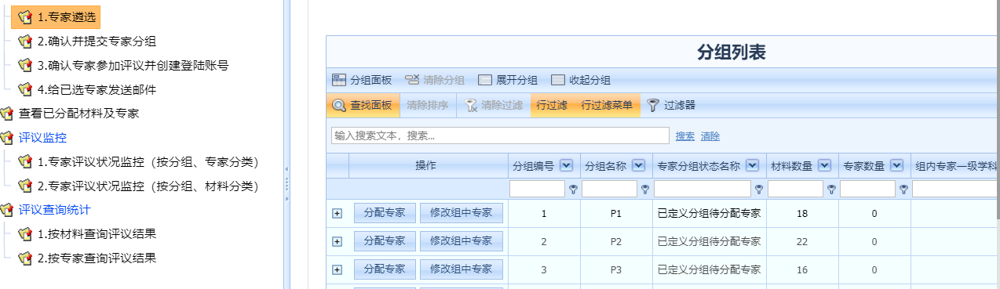 1.专家遴选
2.确认并提交专家分组
3.确认专家参加评议并创建登陆账号
4.给已选专家发送邮件
查看已分配材料及专家
评议监控
1.专家评议状况监控（按分组、专家分类）
2.专家评议状况监控（按分组、材料分类）
评议查询统计
1.按材料查询评议结果
2.按专家查询评议结果
分组列表
分组面板 清除分组 展开分组 收起分组
查找面板 清除排序 清除过滤 行过滤 行过滤菜单 过滤器
输入搜索文本，搜索... 搜索 清除
操作 分组编号 分组名称 专家分组状态名称 材料数量 专家数量 组内专家一级学科
分配专家 修改组中专家 1 P1 已定义分组待分配专家 18 0
分配专家 修改组中专家 2 P2 已定义分组待分配专家 22 0
分配专家 修改组中专家 3 P3 已定义分组待分配专家 16 0